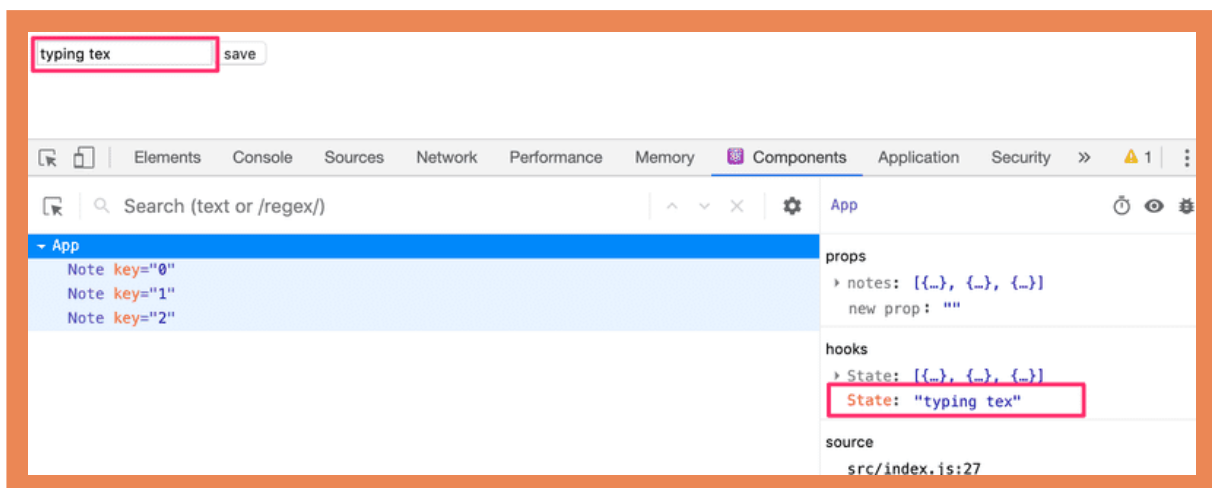 typing tex save
Elements Console Sources Network Performance Memory Components Application Security » 1
Search (text or /regex/)
App
App
Note key="0"
Note key="1"
Note key="2"
props
notes: [{…}, {…}, {…}]
new prop: ""
hooks
State: [{…}, {…}, {…}]
State: "typing tex"
source
src/index.js:27